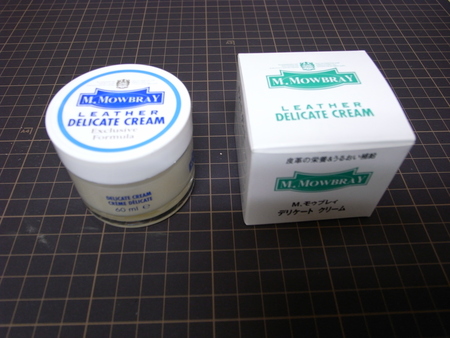 M. MOWBRAY
LEATHER
DELICATE CREAM
Exclusive
Formula
DELICATE CREAM
CRÈME DÉLICATE
60 ml ℮
M. MOWBRAY
LEATHER
DELICATE CREAM
皮革の栄養&うるおい補給
M. MOWBRAY
M.モゥブレィ
デリケート クリーム